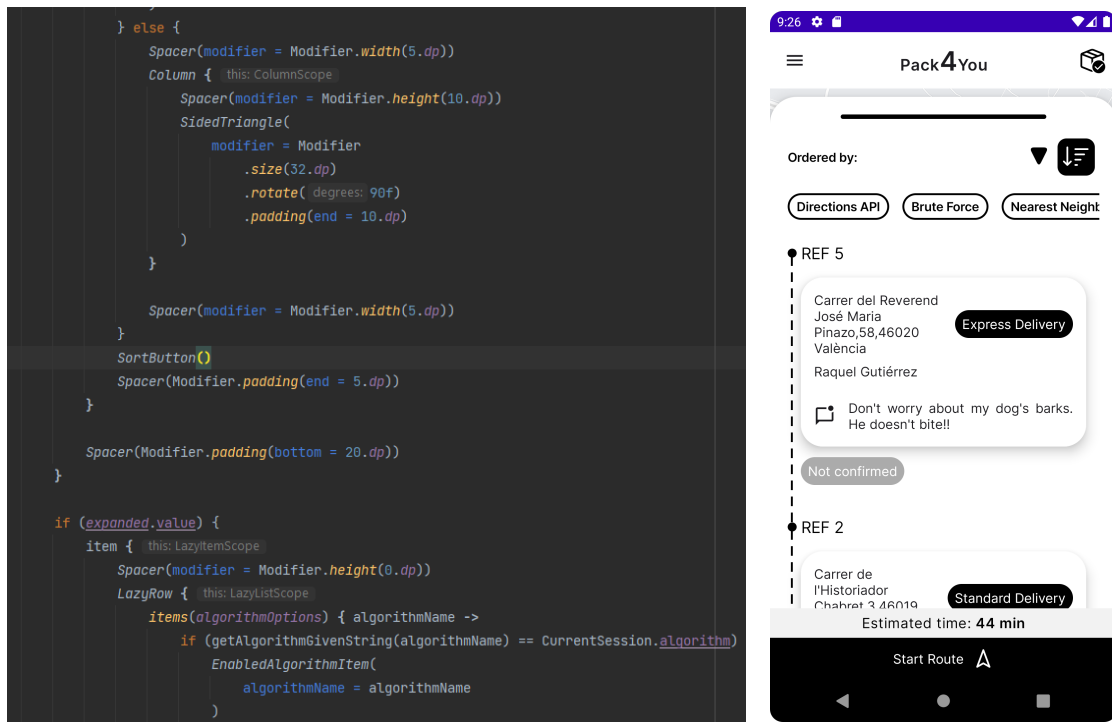 } else {
Spacer(modifier = Modifier.width(5.dp))
Column { this: ColumnScope
Spacer(modifier = Modifier.height(10.dp))
SidedTriangle(
modifier = Modifier
.size(32.dp)
.rotate( degrees: 90f)
.padding(end = 10.dp)
)
}
Spacer(modifier = Modifier.width(5.dp))
}
SortButton()
Spacer(Modifier.padding(end = 5.dp))
}
Spacer(Modifier.padding(bottom = 20.dp))
}
if (expanded.value) {
item { this: LazyItemScope
Spacer(modifier = Modifier.height(0.dp))
LazyRow { this: LazyListScope
items(algorithmOptions) { algorithmName ->
if (getAlgorithmGivenString(algorithmName) == CurrentSession.algorithm)
EnabledAlgorithmItem(
algorithmName = algorithmName
)
9:26
Pack4You
Ordered by:
Directions API Brute Force Nearest Neighb
REF 5
Carrer del Reverend
José Maria
Pinazo,58,46020
València
Express Delivery
Raquel Gutiérrez
Don't worry about my dog's barks.
He doesn't bite!!
Not confirmed
REF 2
Carrer de
l'Historiador
Chabret,3,46019
Standard Delivery
Estimated time: 44 min
Start Route